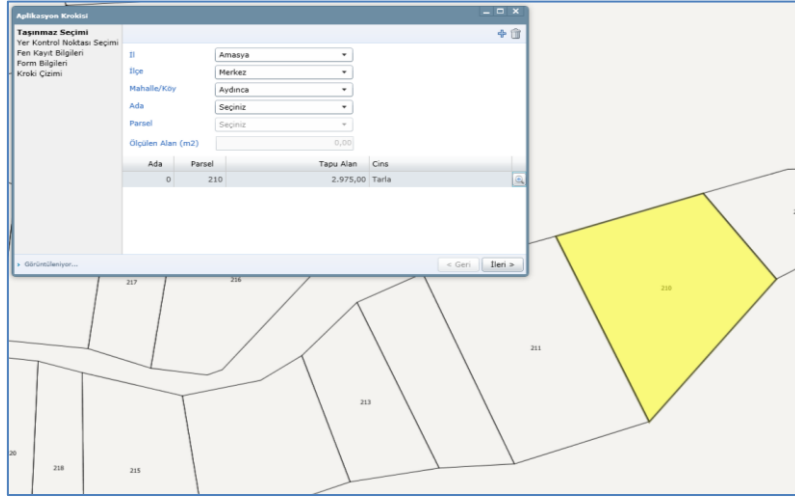 Aplikasyon Krokisi
Taşınmaz Seçimi
Yer Kontrol Noktası Seçimi
Fen Kayıt Bilgileri
Form Bilgileri
Kroki Çizimi
İl Amasya
İlçe Merkez
Mahalle/Köy Aydınca
Ada Seçiniz
Parsel Seçiniz
Ölçülen Alan (m2) 0,00
Ada Parsel Tapu Alan Cins
0 210 2.975,00 Tarla
Görüntüleniyor...
< Geri İleri >
217
216
210
211
213
20
218
215